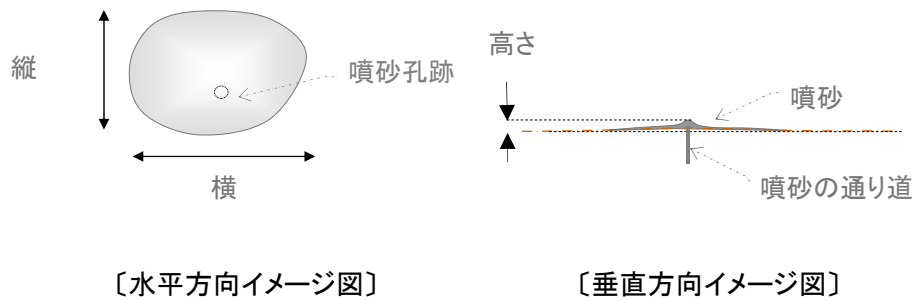 縦
噴砂孔跡
横
〔水平方向イメージ図〕
高さ
噴砂
噴砂の通り道
〔垂直方向イメージ図〕